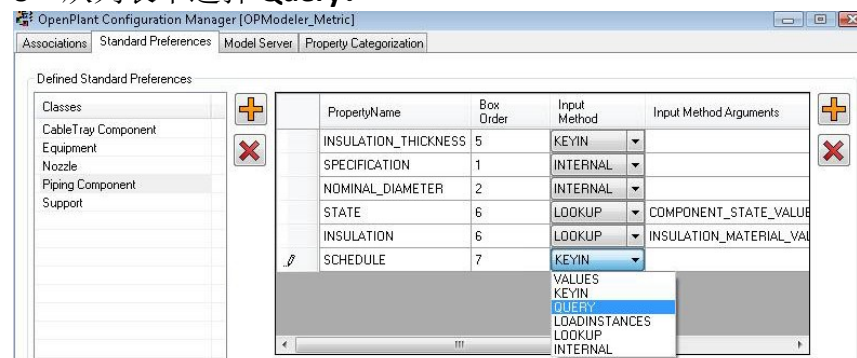 OpenPlant Configuration Manager [OPModeler_Metric]
Associations Standard Preferences Model Server Property Categorization
Defined Standard Preferences
Classes
CableTray Component
Equipment
Nozzle
Piping Component
Support
PropertyName Box Order Input Method Input Method Arguments
INSULATION_THICKNESS 5 KEYIN
SPECIFICATION 1 INTERNAL
NOMINAL_DIAMETER 2 INTERNAL
STATE 6 LOOKUP COMPONENT_STATE_VALUE
INSULATION 6 LOOKUP INSULATION_MATERIAL_VAL
SCHEDULE 7 KEYIN
VALUES
KEYIN
QUERY
LOADINSTANCES
LOOKUP
INTERNAL